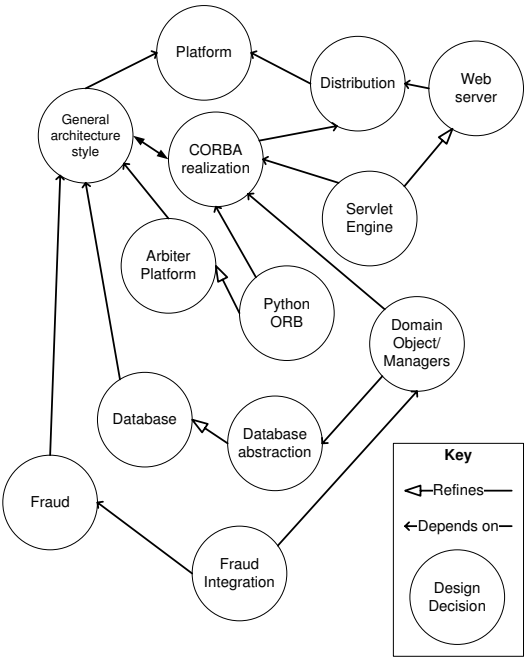 Platform
Distribution
Web
server
General
architecture
style
CORBA
realization
Servlet
Engine
Arbiter
Platform
Python
ORB
Domain
Object/
Managers
Database
Database
abstraction
Fraud
Fraud
Integration
Key
Refines
Depends on
Design
Decision